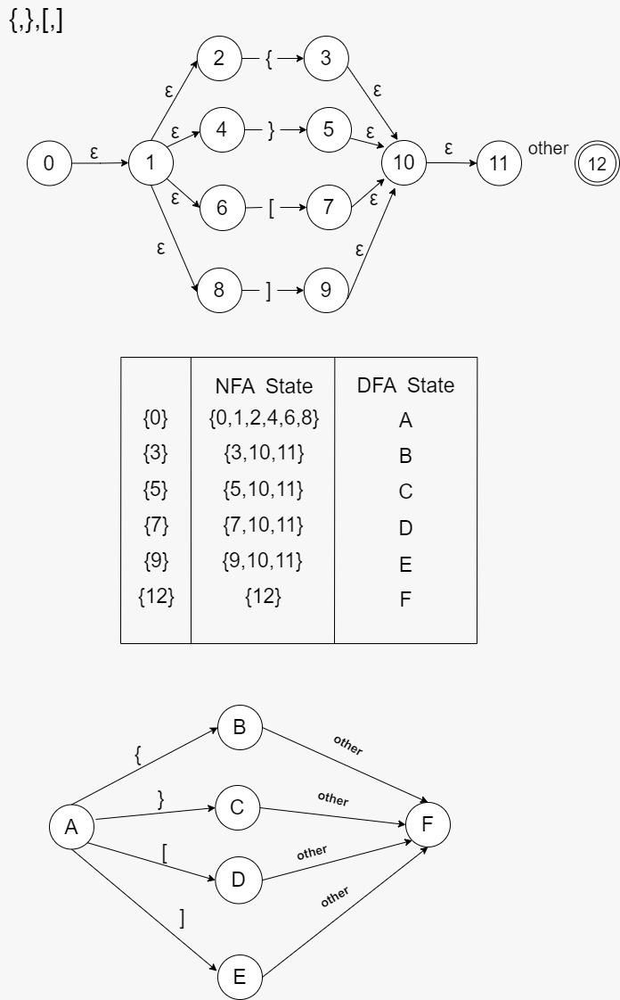 {,},[,]
2 { 3
ε ε
4 } 5
ε ε
0 ε 1 10 ε 11 other 12
ε ε
6 [ 7
ε ε
8 ] 9
NFA State DFA State
{0} {0,1,2,4,6,8} A
{3} {3,10,11} B
{5} {5,10,11} C
{7} {7,10,11} D
{9} {9,10,11} E
{12} {12} F
B
{ other
} C other
A F
[ D other
] other
E